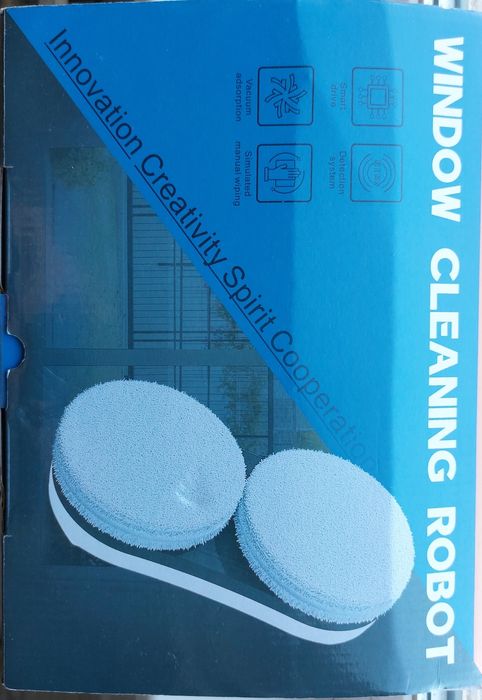 WINDOW CLEANING ROBOT
Smart
drive
Detection
system
Vacuum
adsorption
Simulated
manual wiping
Innovation Creativity Spirit Cooperation